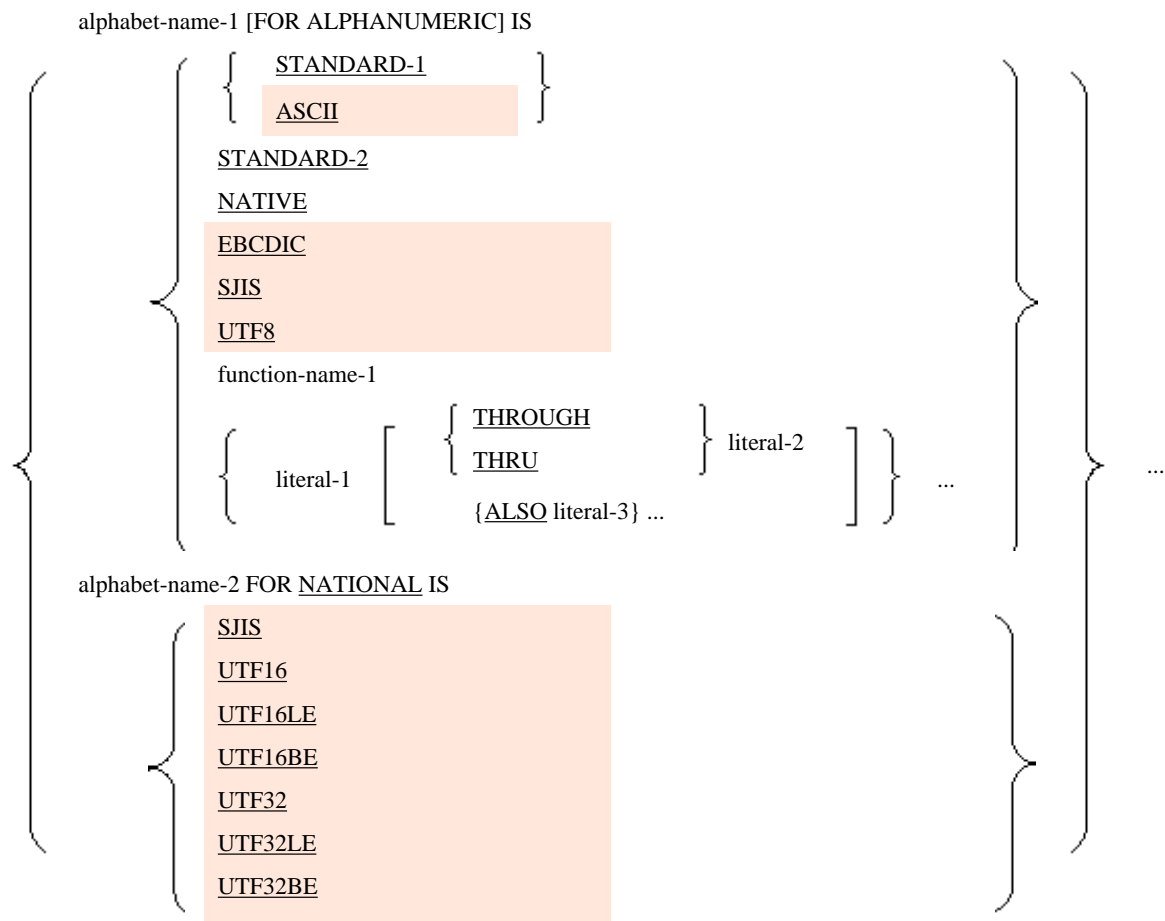 alphabet-name-1 [FOR ALPHANUMERIC] IS
STANDARD-1
ASCII
STANDARD-2
NATIVE
EBCDIC
SJIS
UTF8
function-name-1
literal-1
THROUGH
THRU
literal-2
...
{ALSO literal-3} ...
...
alphabet-name-2 FOR NATIONAL IS
SJIS
UTF16
UTF16LE
UTF16BE
UTF32
UTF32LE
UTF32BE